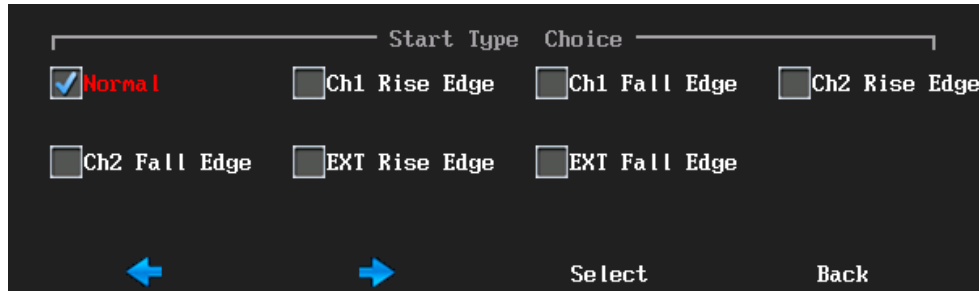 Start Type Choice
Normal Ch1 Rise Edge Ch1 Fall Edge Ch2 Rise Edge
Ch2 Fall Edge EXT Rise Edge EXT Fall Edge
Select Back